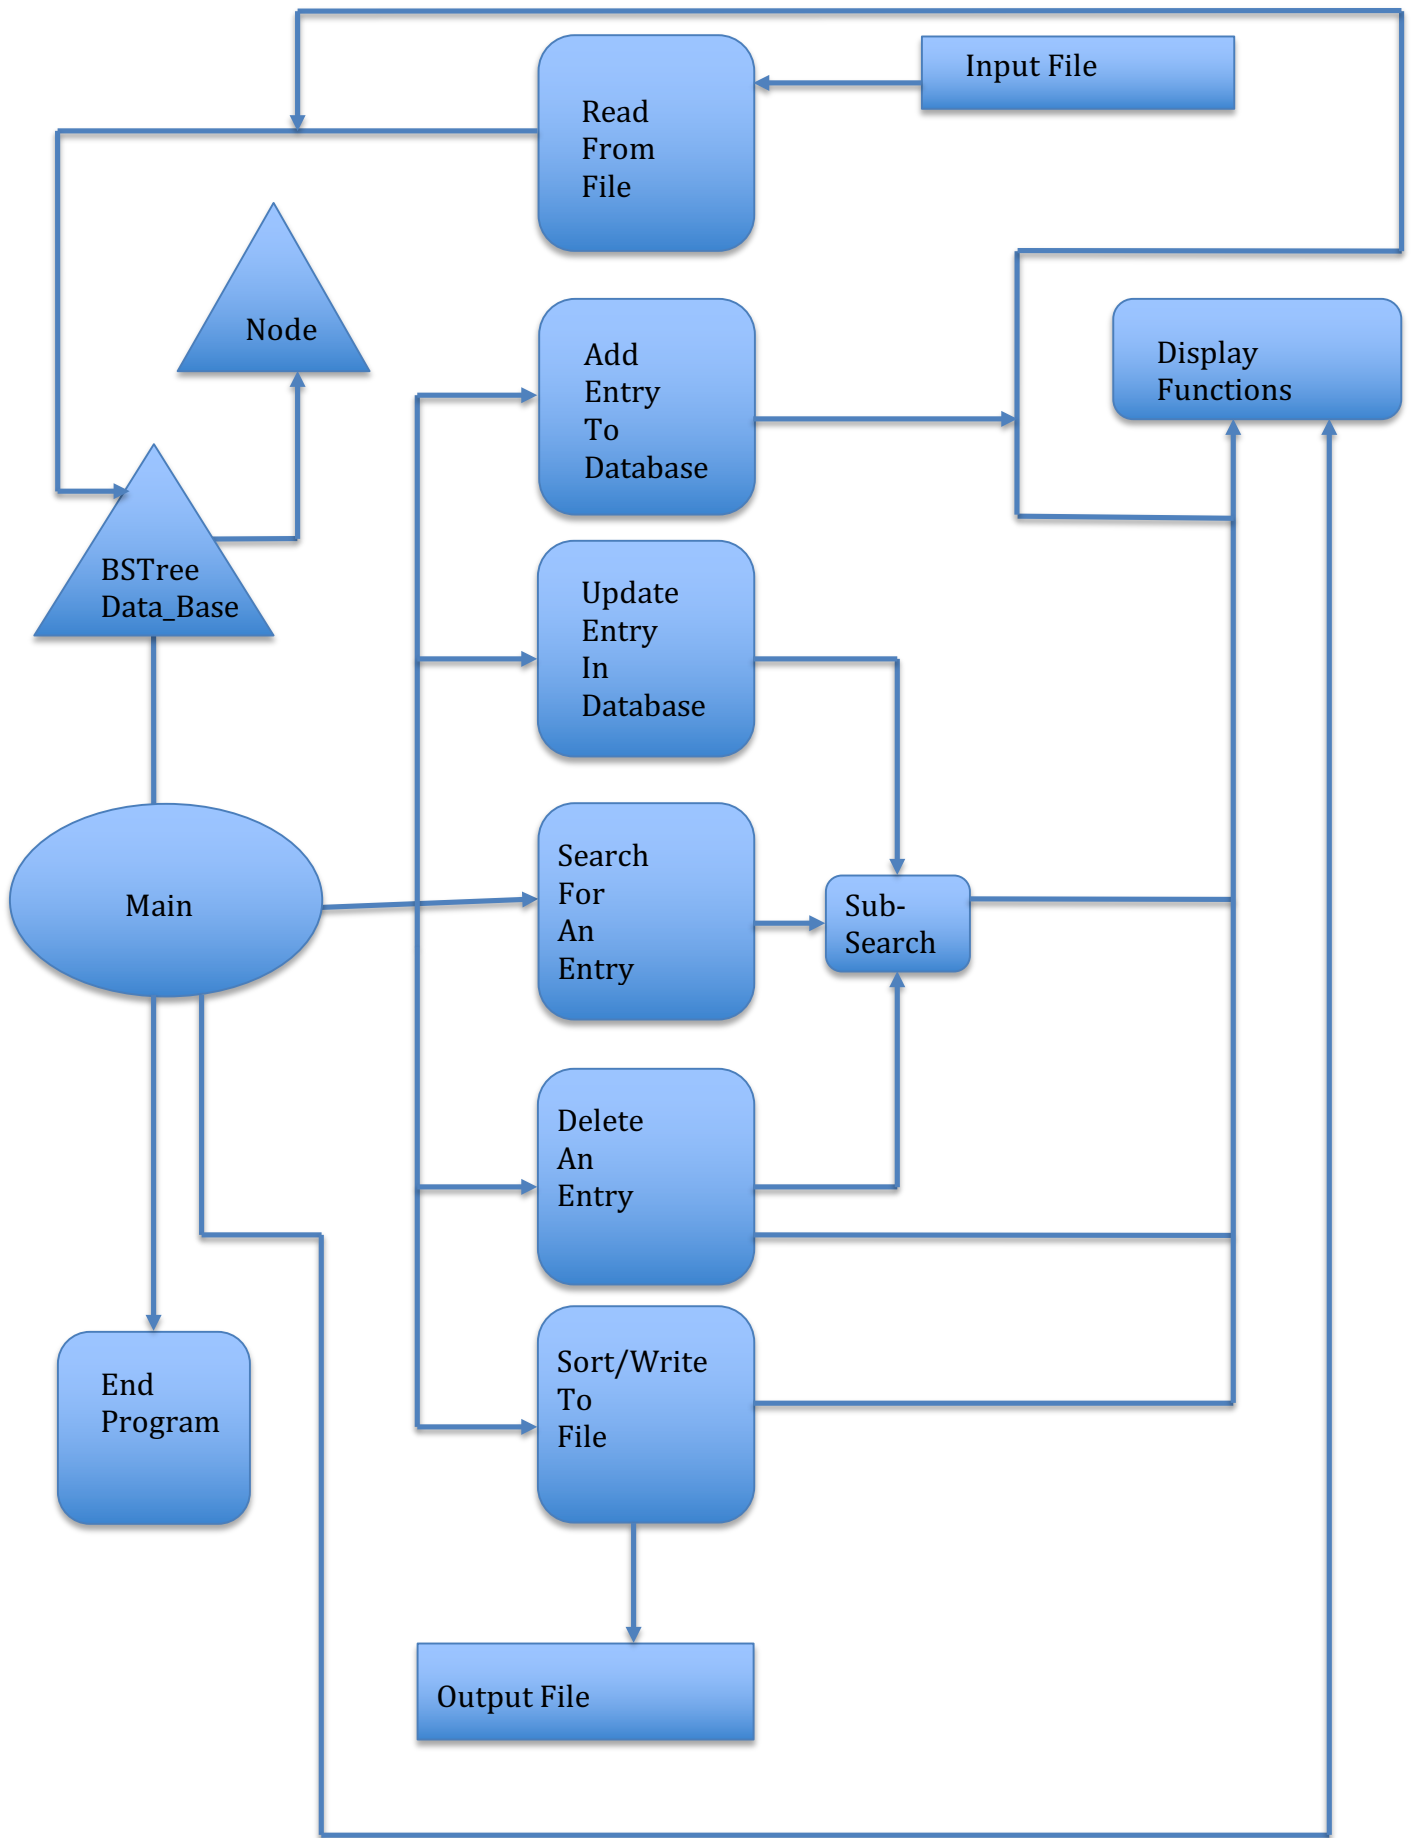 Input File
Read
From
File
Node
Add
Entry
To
Database
Display
Functions
BSTree
Data_Base
Update
Entry
In
Database
Main
Search
For
An
Entry
Sub-
Search
Delete
An
Entry
End
Program
Sort/Write
To
File
Output File